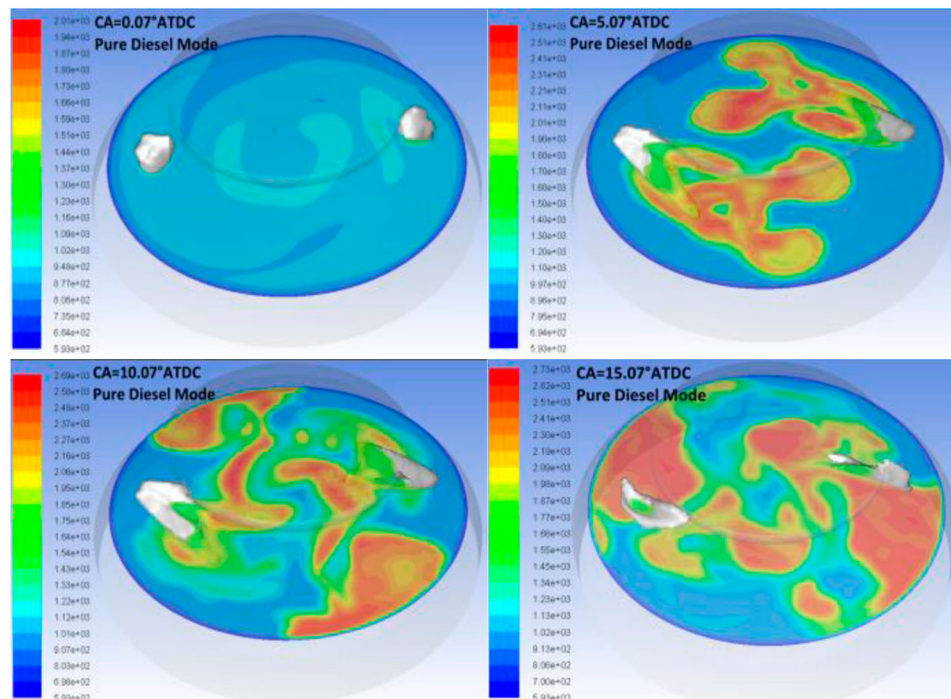 CA=0.07°ATDC
Pure Diesel Mode
2.01e+03
1.94e+03
1.87e+03
1.80e+03
1.73e+03
1.66e+03
1.59e+03
1.51e+03
1.44e+03
1.37e+03
1.30e+03
1.23e+03
1.16e+03
1.09e+03
1.02e+03
9.48e+02
8.77e+02
8.06e+02
7.35e+02
6.64e+02
5.93e+02
CA=5.07°ATDC
Pure Diesel Mode
2.61e+03
2.51e+03
2.41e+03
2.31e+03
2.21e+03
2.11e+03
2.01e+03
1.90e+03
1.80e+03
1.70e+03
1.60e+03
1.50e+03
1.40e+03
1.30e+03
1.20e+03
1.10e+03
9.97e+02
8.96e+02
7.95e+02
6.94e+02
5.93e+02
CA=10.07°ATDC
Pure Diesel Mode
2.69e+03
2.58e+03
2.48e+03
2.37e+03
2.27e+03
2.16e+03
2.06e+03
1.95e+03
1.85e+03
1.75e+03
1.64e+03
1.54e+03
1.43e+03
1.33e+03
1.22e+03
1.12e+03
1.01e+03
9.07e+02
8.03e+02
6.98e+02
5.93e+02
CA=15.07°ATDC
Pure Diesel Mode
2.73e+03
2.62e+03
2.51e+03
2.41e+03
2.30e+03
2.19e+03
2.09e+03
1.98e+03
1.87e+03
1.77e+03
1.66e+03
1.55e+03
1.45e+03
1.34e+03
1.23e+03
1.13e+03
1.02e+03
9.13e+02
8.06e+02
7.00e+02
5.93e+02